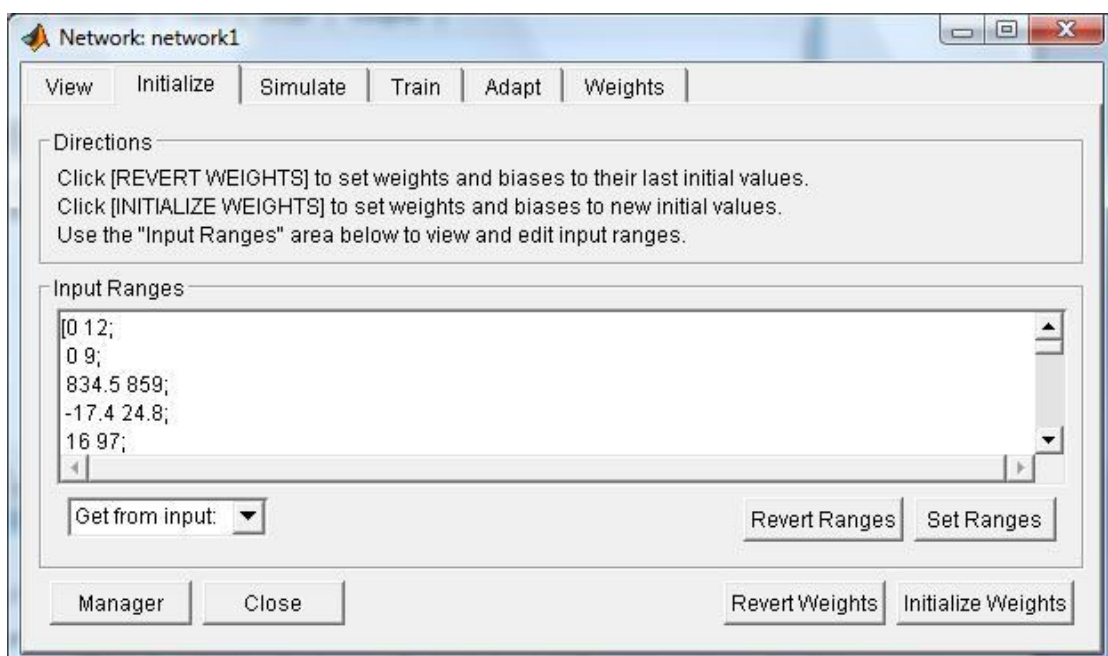 Network: network1
View Initialize Simulate Train Adapt Weights
Directions
Click [REVERT WEIGHTS] to set weights and biases to their last initial values.
Click [INITIALIZE WEIGHTS] to set weights and biases to new initial values.
Use the "Input Ranges" area below to view and edit input ranges.
Input Ranges
[0 12;
0 9;
834.5 859;
-17.4 24.8;
16 97;
Get from input: Revert Ranges Set Ranges
Manager Close Revert Weights Initialize Weights